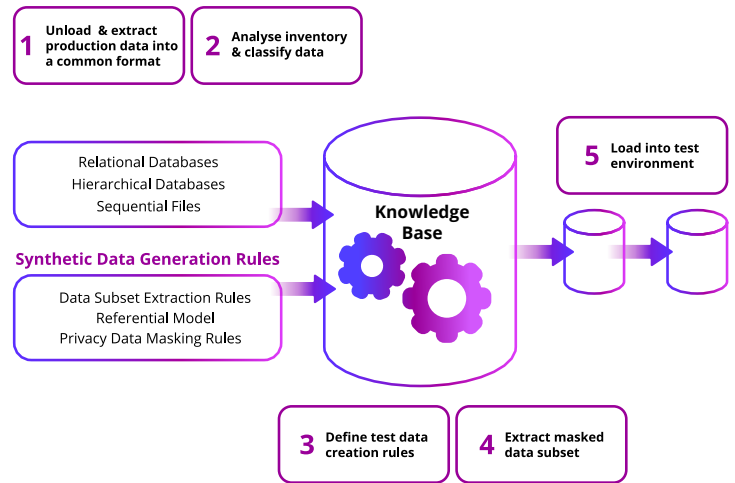 1
Unload & extract
production data into
a common format
2
Analyse inventory
& classify data
Relational Databases
Hierarchical Databases
Sequential Files
Synthetic Data Generation Rules
Data Subset Extraction Rules
Referential Model
Privacy Data Masking Rules
Knowledge
Base
5
Load into test
environment
3
Define test data
creation rules
4
Extract masked
data subset